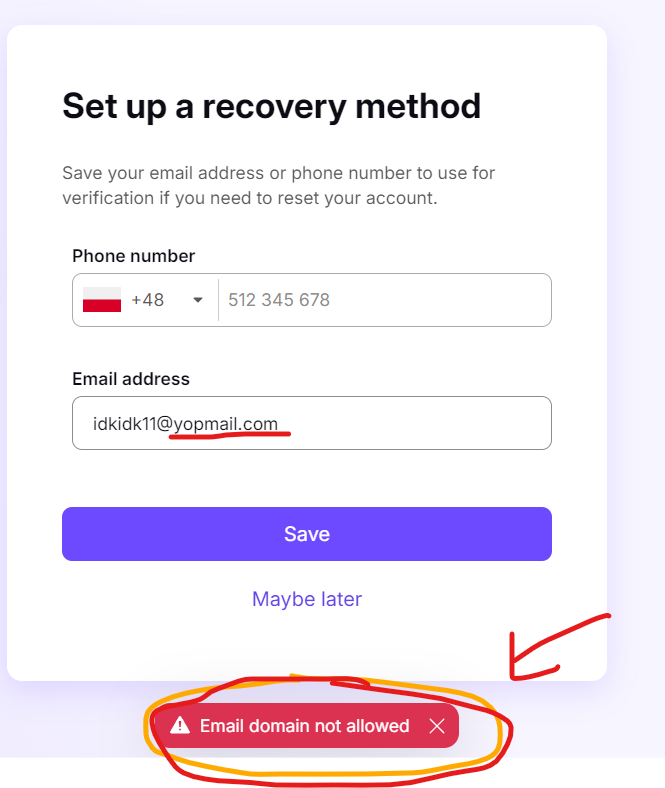 Set up a recovery method
Save your email address or phone number to use for
verification if you need to reset your account.
Phone number
+48 512 345 678
Email address
idkidk11@yopmail.com
Save
Maybe later
Email domain not allowed